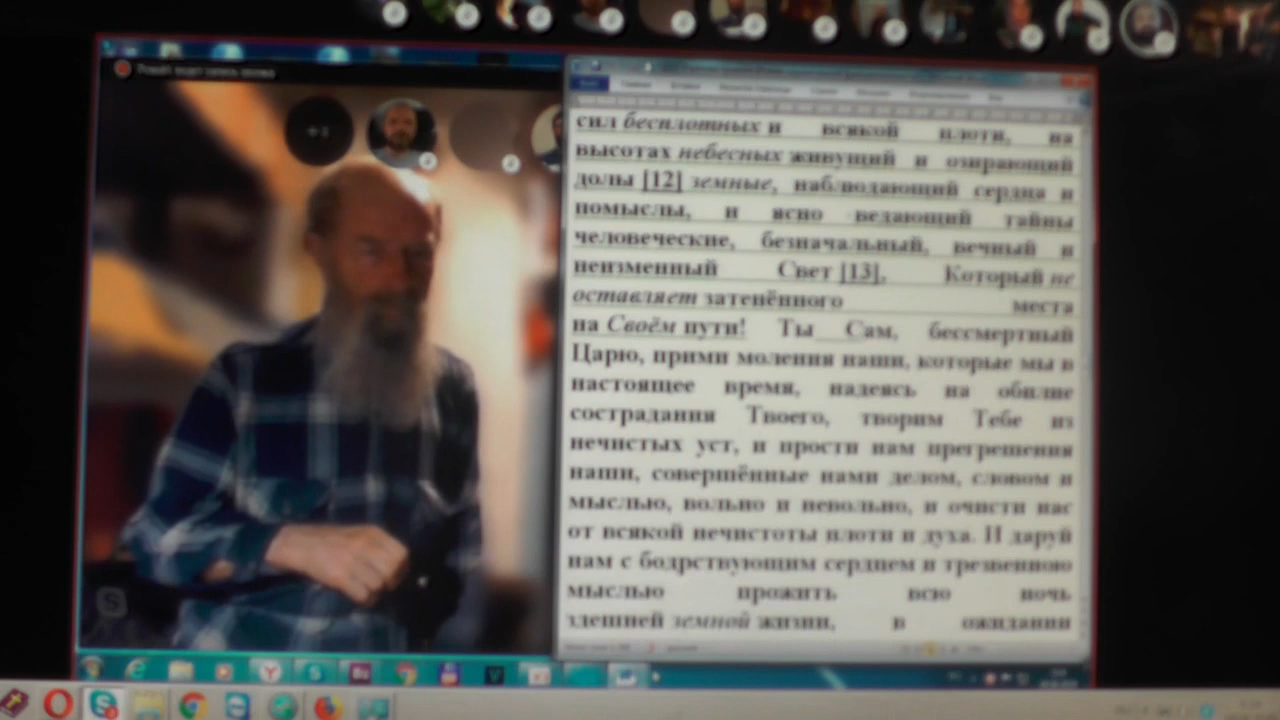 +1
сил бесплотных и всякой плоти, на
высотах небесных живущий и озирающий
долы [12] земные, наблюдающий сердца и
помыслы, и ясно ведающий тайны
человеческие, безначальный, вечный и
неизменный Свет [13], Который не
оставляет затенённого места
на Своём пути! Ты Сам, бессмертный
Царю, прими моления наши, которые мы в
настоящее время, надеясь на обилие
сострадания Твоего, творим Тебе из
нечистых уст, и прости нам прегрешения
наши, совершённые нами делом, словом и
мыслью, вольно и невольно, и очисти нас
от всякой нечистоты плоти и духа. И даруй
нам с бодрствующим сердцем и трезвенною
мыслью прожить всю ночь
здешней земной жизни, в ожидании